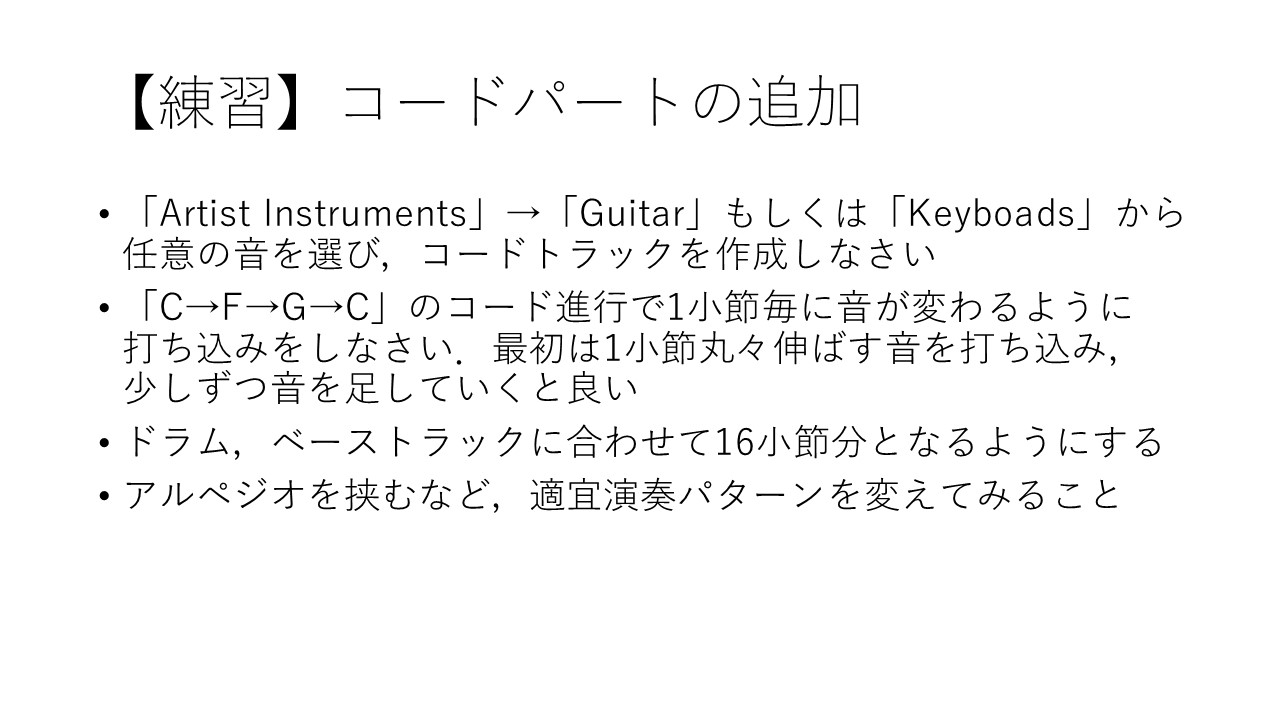 【練習】コードパートの追加
• 「Artist Instruments」→「Guitar」もしくは「Keyboads」から
任意の音を選び，コードトラックを作成しなさい
• 「C→F→G→C」のコード進行で1小節毎に音が変わるように
打ち込みをしなさい．最初は1小節丸々伸ばす音を打ち込み，
少しずつ音を足していくと良い
• ドラム，ベーストラックに合わせて16小節分となるようにする
• アルペジオを挟むなど，適宜演奏パターンを変えてみること